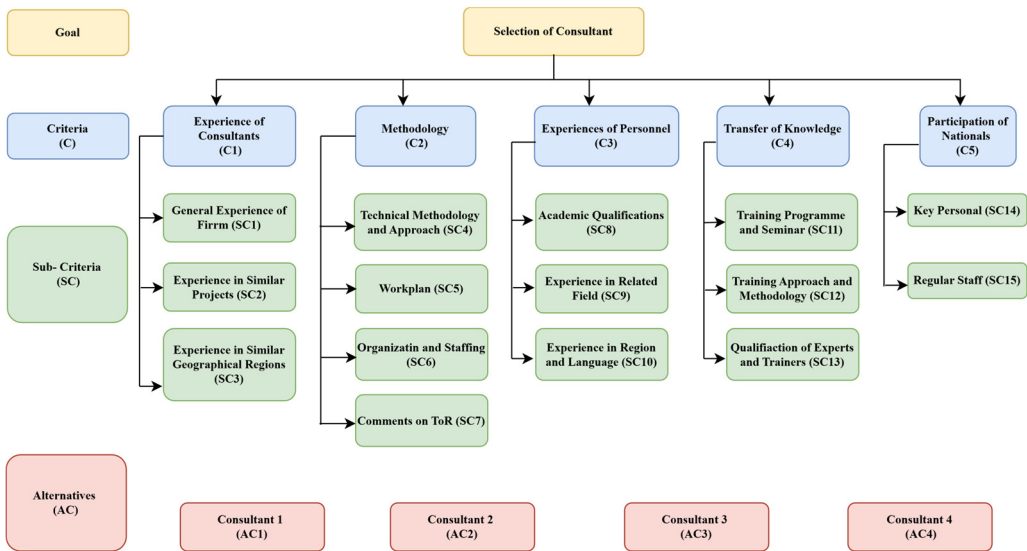 Goal
Selection of Consultant
Criteria
(C)
Experience of
Consultants
(C1)
Methodology
(C2)
Experiences of Personnel
(C3)
Transfer of Knowledge
(C4)
Participation of
Nationals
(C5)
Sub- Criteria
(SC)
General Experience of
Firrm (SC1)
Experience in Similar
Projects (SC2)
Experience in Similar
Geographical Regions
(SC3)
Technical Methodology
and Approach (SC4)
Workplan (SC5)
Organizatin and Staffing
(SC6)
Comments on ToR (SC7)
Academic Qualifications
(SC8)
Experience in Related
Field (SC9)
Experience in Region
and Language (SC10)
Training Programme
and Seminar (SC11)
Training Approach and
Methodology (SC12)
Qualifiaction of Experts
and Trainers (SC13)
Key Personal (SC14)
Regular Staff (SC15)
Alternatives
(AC)
Consultant 1
(AC1)
Consultant 2
(AC2)
Consultant 3
(AC3)
Consultant 4
(AC4)